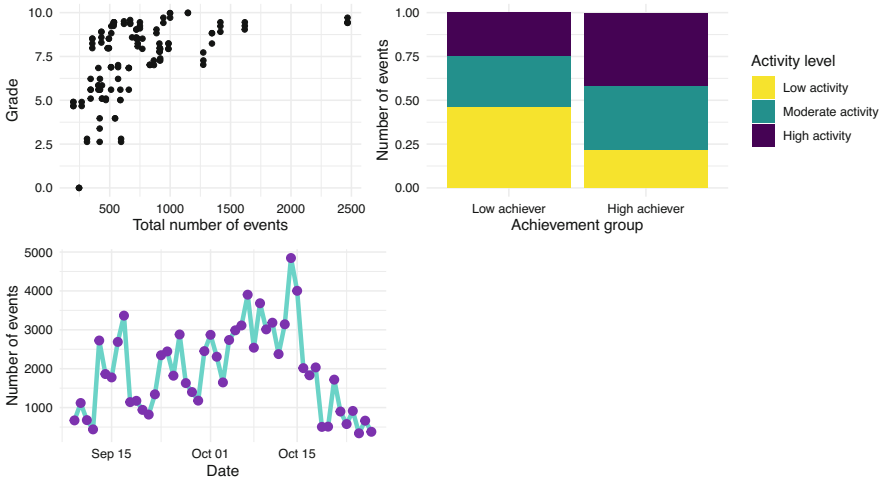 10.0
7.5
5.0
2.5
0.0
Grade
500 1000 1500 2000 2500
Total number of events
1.00
0.75
0.50
0.25
0.00
Number of events
Low achiever High achiever
Achievement group
Activity level
Low activity
Moderate activity
High activity
5000
4000
3000
2000
1000
Number of events
Sep 15 Oct 01 Oct 15
Date